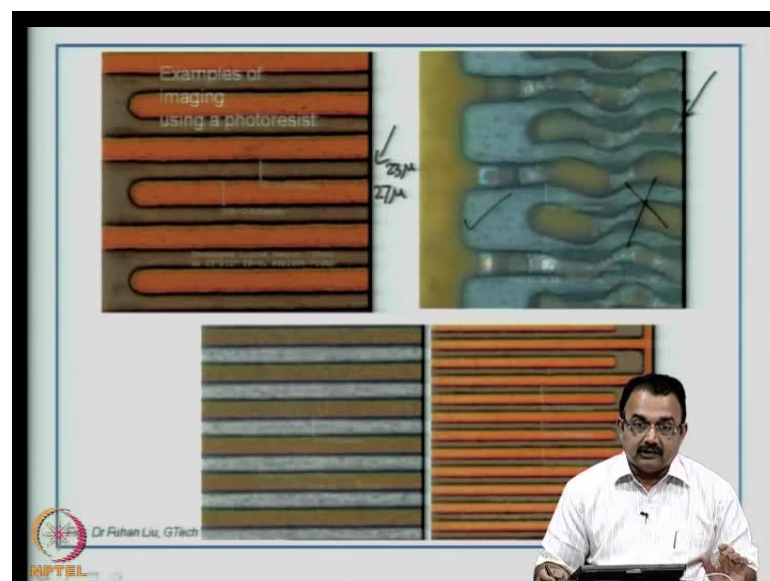 Examples of
imaging
using a photoresist
23µ
27µ
Dr Fuhan Liu, GTech
NPTEL